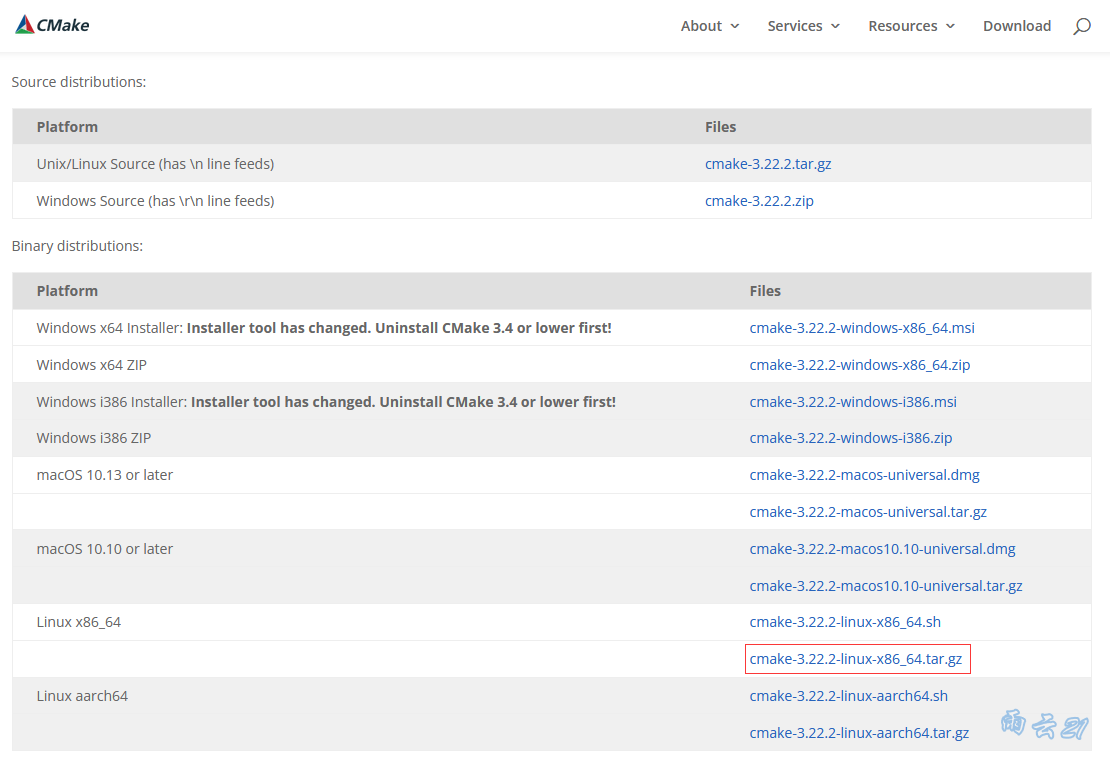 CMake
About Services Resources Download
Source distributions:
Platform Files
Unix/Linux Source (has \n line feeds) cmake-3.22.2.tar.gz
Windows Source (has \r\n line feeds) cmake-3.22.2.zip
Binary distributions:
Platform Files
Windows x64 Installer: Installer tool has changed. Uninstall CMake 3.4 or lower first! cmake-3.22.2-windows-x86_64.msi
Windows x64 ZIP cmake-3.22.2-windows-x86_64.zip
Windows i386 Installer: Installer tool has changed. Uninstall CMake 3.4 or lower first! cmake-3.22.2-windows-i386.msi
Windows i386 ZIP cmake-3.22.2-windows-i386.zip
macOS 10.13 or later cmake-3.22.2-macos-universal.dmg
cmake-3.22.2-macos-universal.tar.gz
macOS 10.10 or later cmake-3.22.2-macos10.10-universal.dmg
cmake-3.22.2-macos10.10-universal.tar.gz
Linux x86_64 cmake-3.22.2-linux-x86_64.sh
cmake-3.22.2-linux-x86_64.tar.gz
Linux aarch64 cmake-3.22.2-linux-aarch64.sh
cmake-3.22.2-linux-aarch64.tar.gz
雨云21